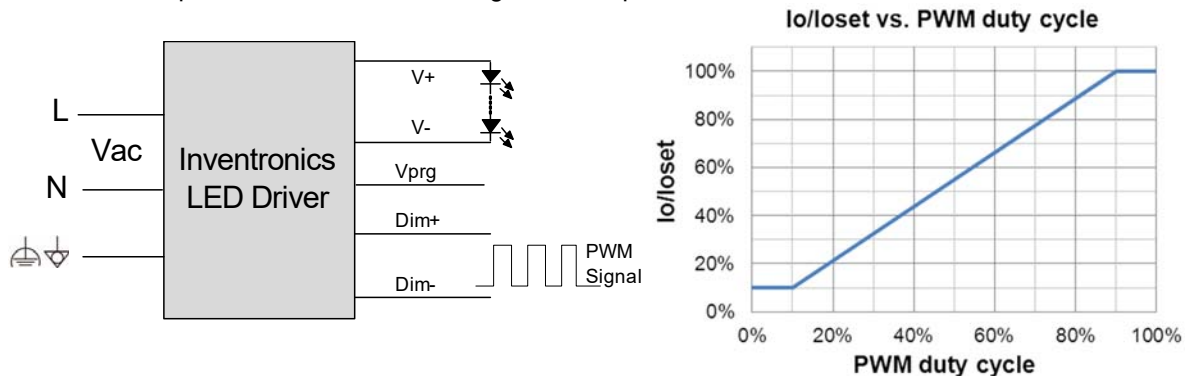 V+
V-
Vprg
Dim+
Dim-
L
Vac
N
Inventronics
LED Driver
PWM
Signal
Io/Ioset vs. PWM duty cycle
Io/Ioset
100%
80%
60%
40%
20%
0%
0% 20% 40% 60% 80% 100%
PWM duty cycle